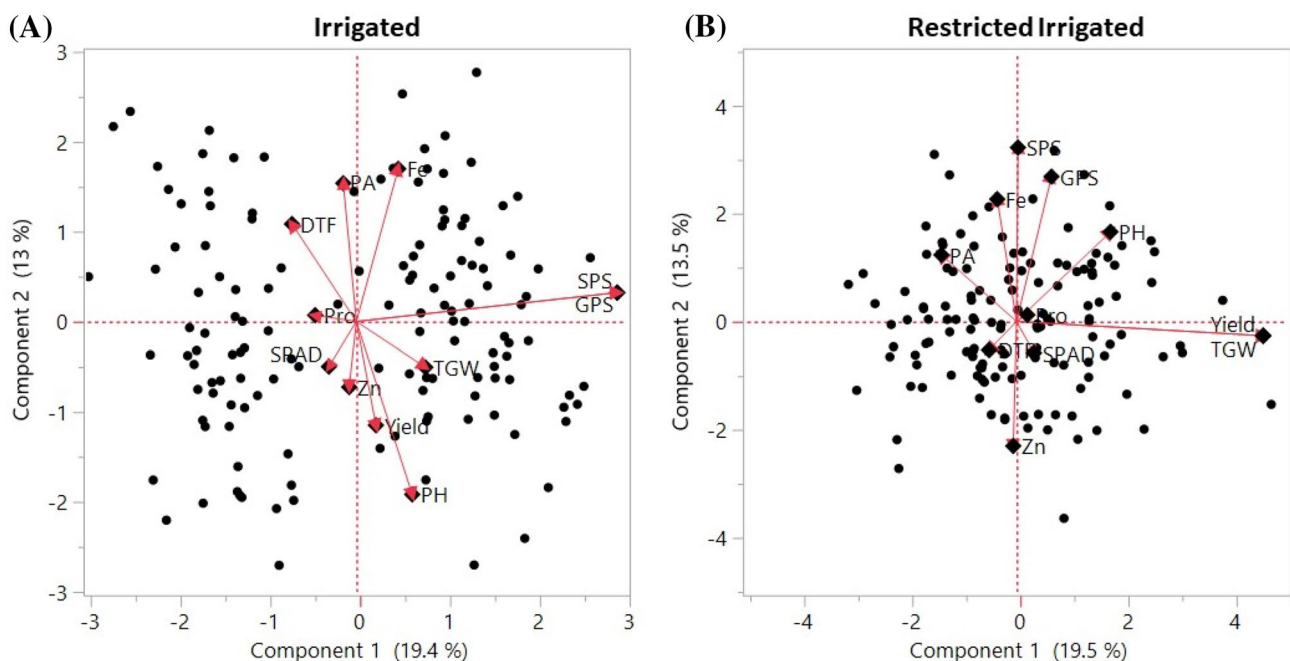 (A)
Irrigated
3
2
1
0
-1
-2
-3
Component 2 (13 %)
Fe
PA
DTF
SPS
GPS
Pro
SPAD
TGW
Zn
Yield
PH
-3
-2
-1
0
1
2
3
Component 1 (19.4 %)
(B)
Restricted Irrigated
4
2
0
-2
-4
Component 2 (13.5 %)
SPS
GPS
Fe
PH
PA
Pro
Yield
DTF
SPAD
TGW
Zn
-4
-2
0
2
4
Component 1 (19.5 %)